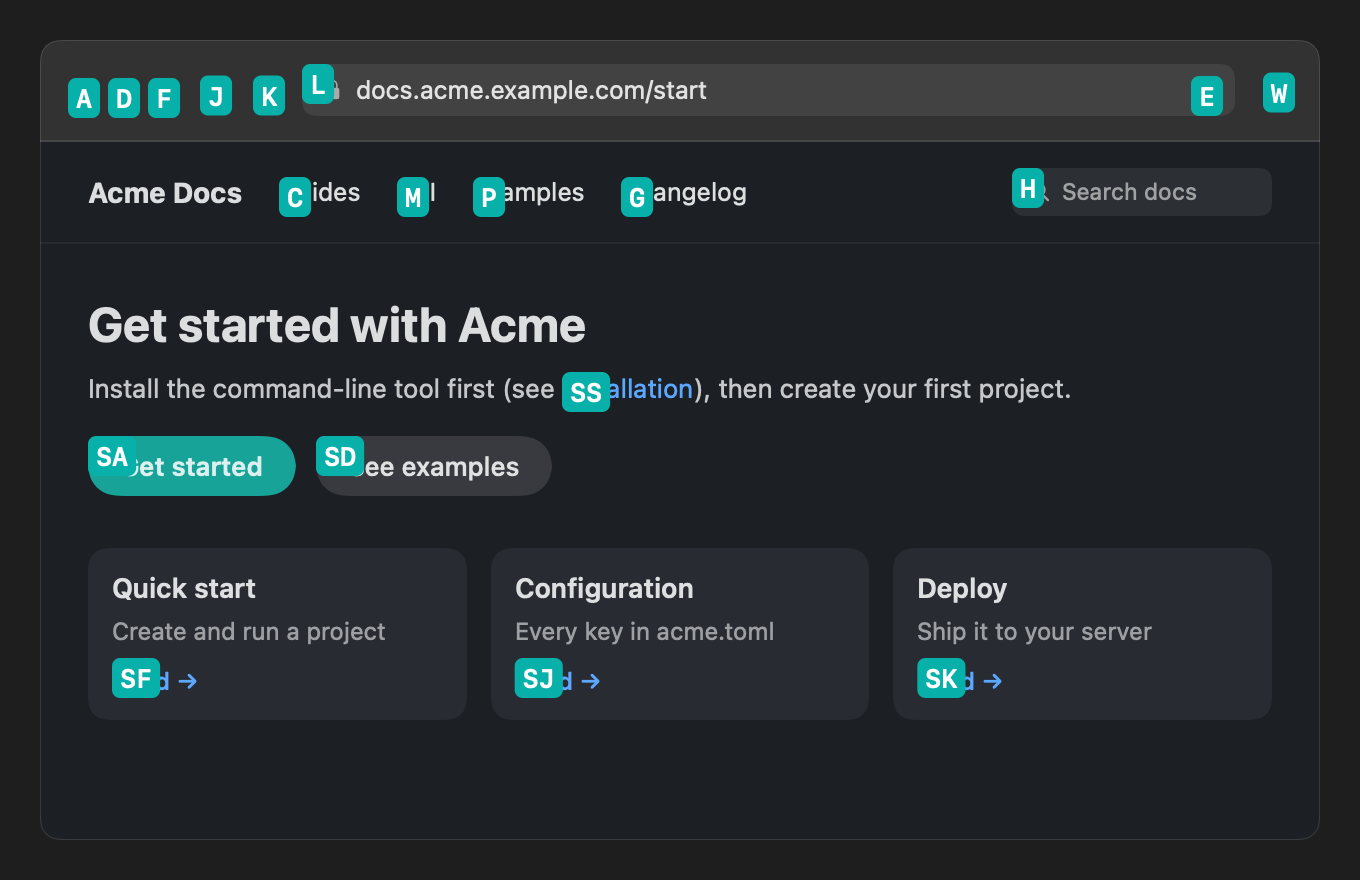 A D F J K L docs.acme.example.com/start E W
Acme Docs C ides M I P amples G angelog H Search docs
Get started with Acme
Install the command-line tool first (see SS allation), then create your first project.
SA et started SD ee examples
Quick start Configuration Deploy
Create and run a project Every key in acme.toml Ship it to your server
SF d → SJ d → SK d →